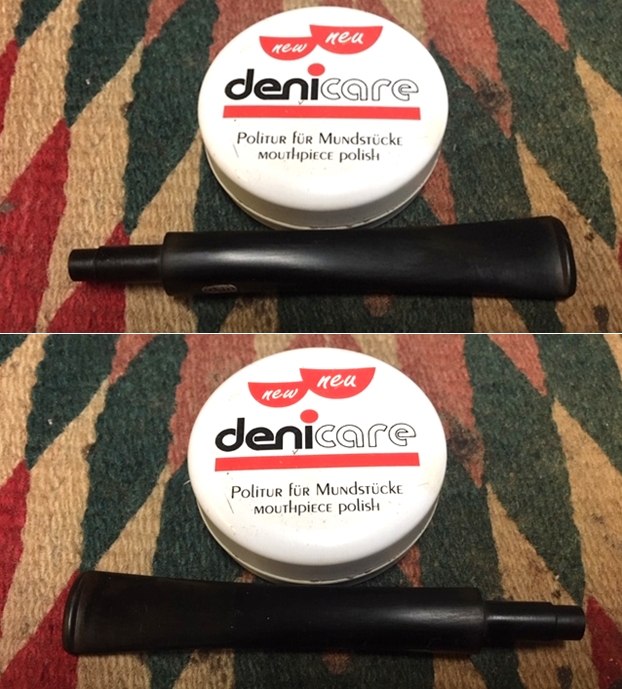 new neu
denicare
Politur für Mundstücke
mouthpiece polish
new neu
denicare
Politur für Mundstücke
mouthpiece polish